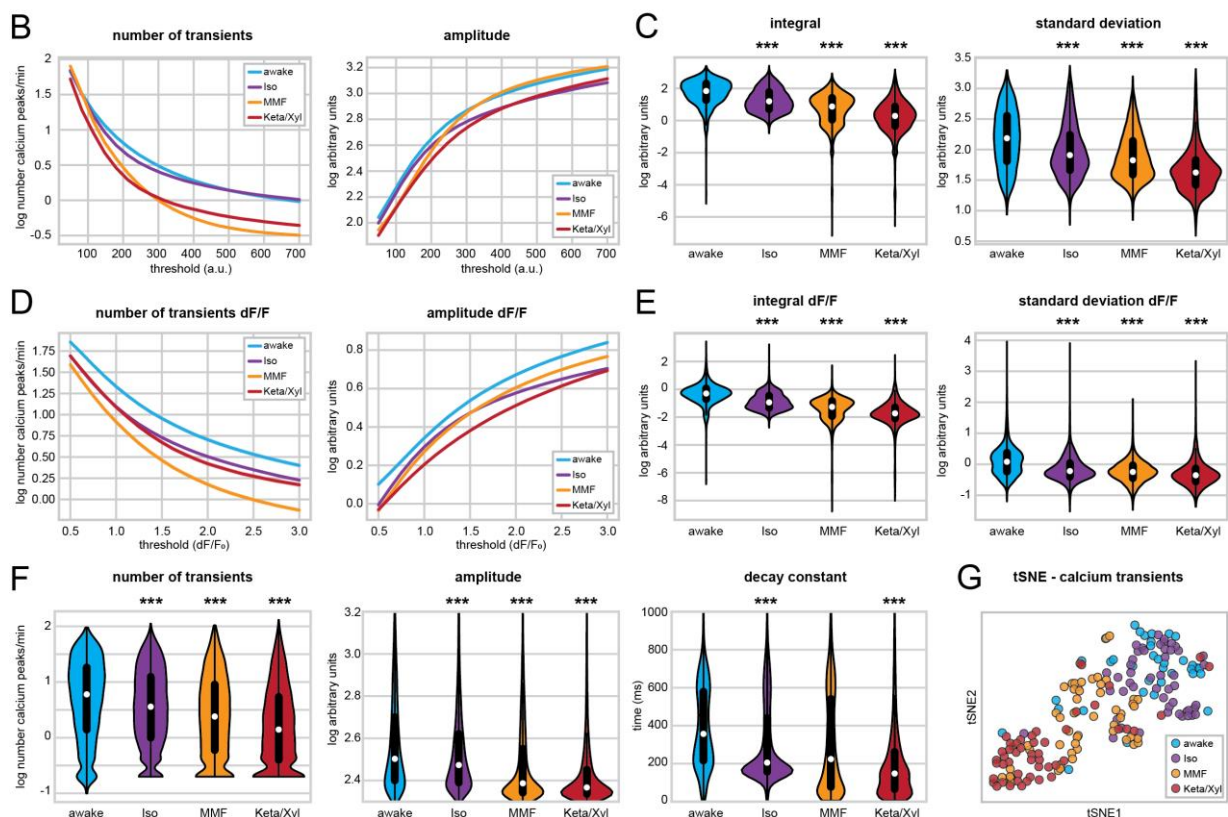 B
number of transients
log number calcium peaks/min
2
1.5
1
0.5
0
-0.5
100 200 300 400 500 600 700
threshold (a.u.)
awake
Iso
MMF
Keta/Xyl
amplitude
log arbitrary units
3.2
3.0
2.8
2.6
2.4
2.2
2.0
100 200 300 400 500 600 700
threshold (a.u.)
awake
Iso
MMF
Keta/Xyl
C
integral
*** *** ***
log arbitrary units
2
0
-2
-4
-6
awake Iso MMF Keta/Xyl
standard deviation
*** *** ***
log arbitrary units
3.5
3.0
2.5
2.0
1.5
1.0
0.5
awake Iso MMF Keta/Xyl
D
number of transients dF/F
log number calcium peaks/min
1.75
1.50
1.25
1.00
0.75
0.50
0.25
0.00
0.5 1.0 1.5 2.0 2.5 3.0
threshold (dF/F₀)
awake
Iso
MMF
Keta/Xyl
amplitude dF/F
log arbitrary units
0.8
0.6
0.4
0.2
0.0
0.5 1.0 1.5 2.0 2.5 3.0
threshold (dF/F₀)
awake
Iso
MMF
Keta/Xyl
E
integral dF/F
*** *** ***
log arbitrary units
2
0
-2
-4
-6
-8
awake Iso MMF Keta/Xyl
standard deviation dF/F
*** *** ***
log arbitrary units
4
3
2
1
0
-1
awake Iso MMF Keta/Xyl
F
number of transients
*** *** ***
log number calcium peaks/min
2
1
0
-1
awake Iso MMF Keta/Xyl
amplitude
*** *** ***
log arbitrary units
3.2
3.0
2.8
2.6
2.4
awake Iso MMF Keta/Xyl
decay constant
*** ***
time (ms)
1000
800
600
400
200
0
awake Iso MMF Keta/Xyl
G
tSNE - calcium transients
tSNE2
tSNE1
awake
Iso
MMF
Keta/Xyl